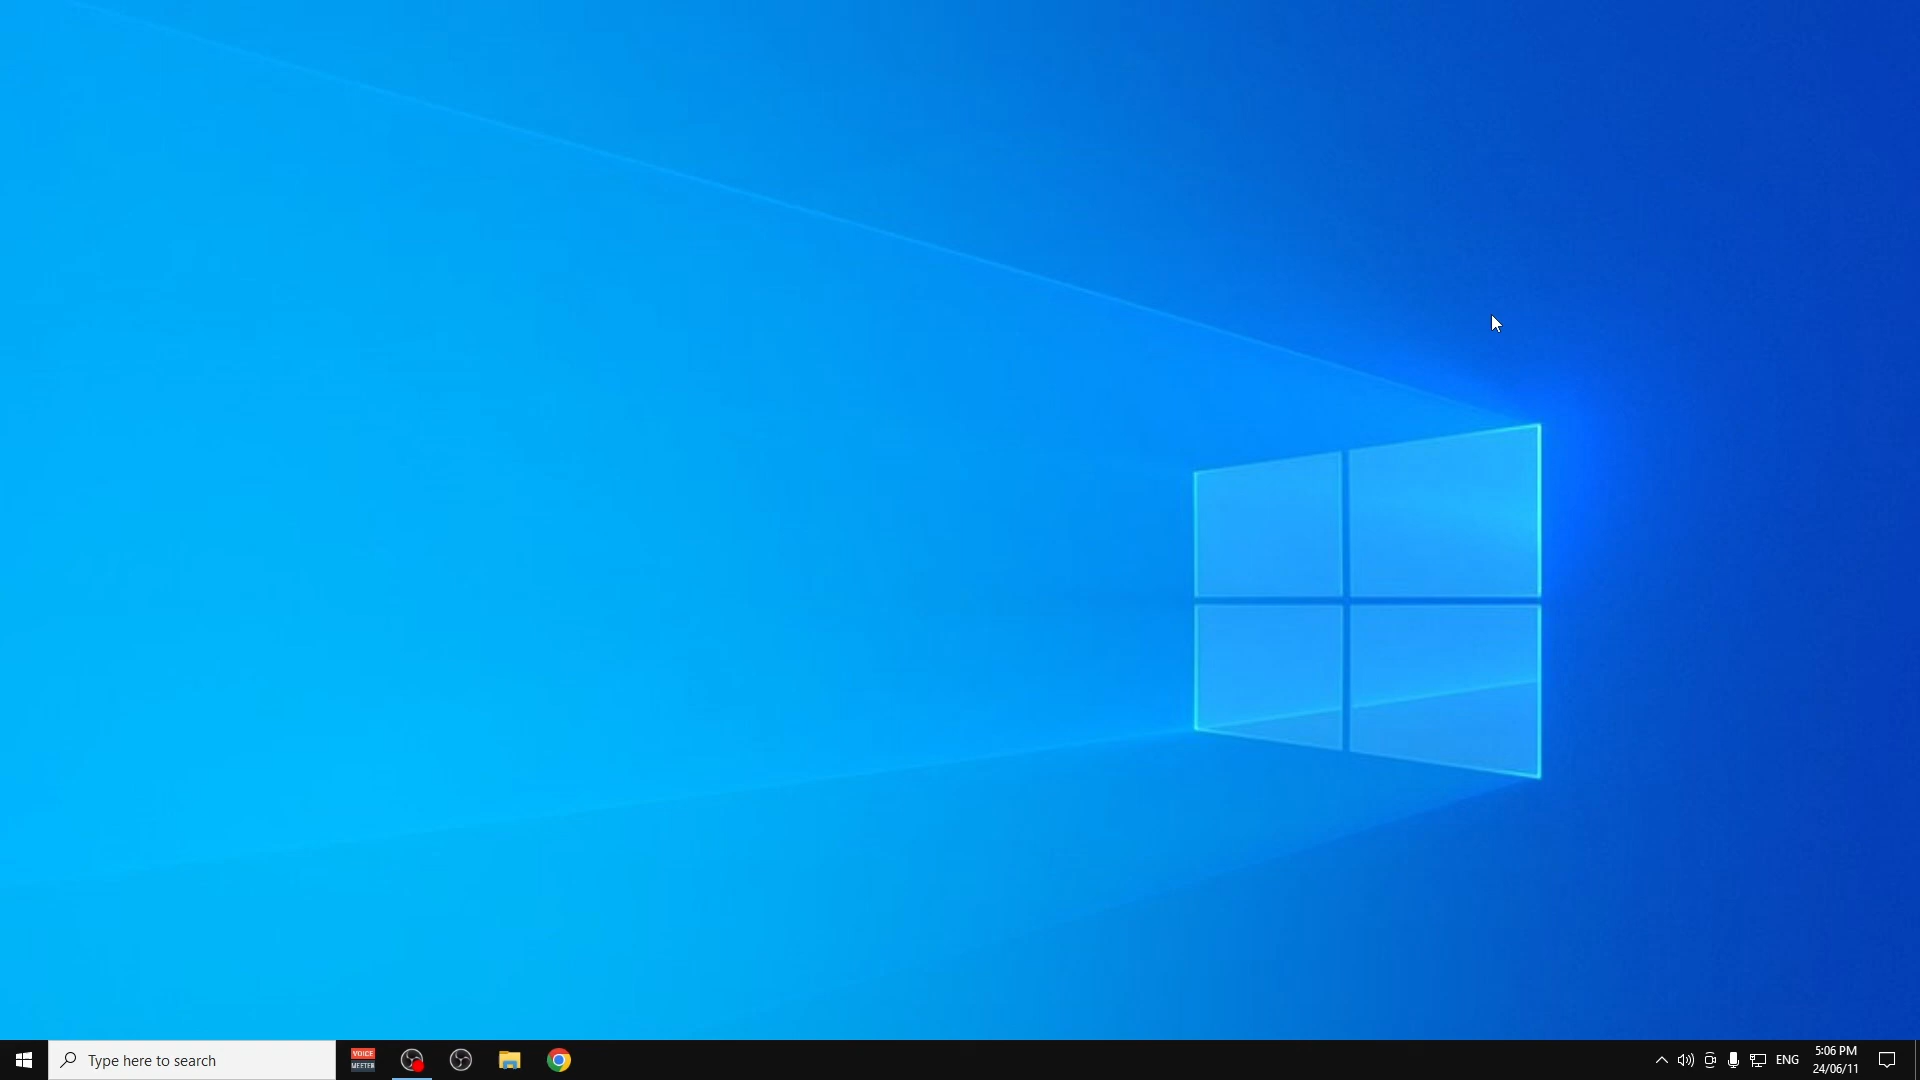 Type here to search
VOICE
MEETER
ENG
5:06 PM
24/06/11